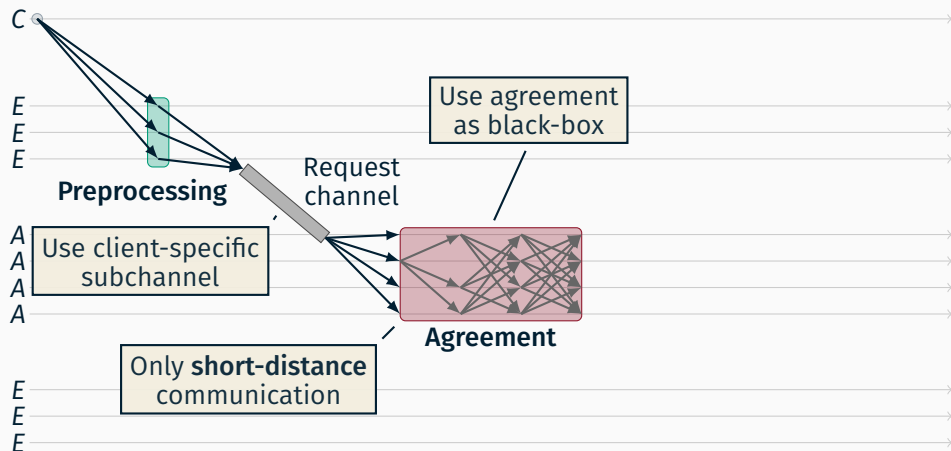 C
E
E
E
Use agreement
as black-box
Request
channel
Preprocessing
A
A
A
A
Use client-specific
subchannel
Agreement
Only short-distance
communication
E
E
E